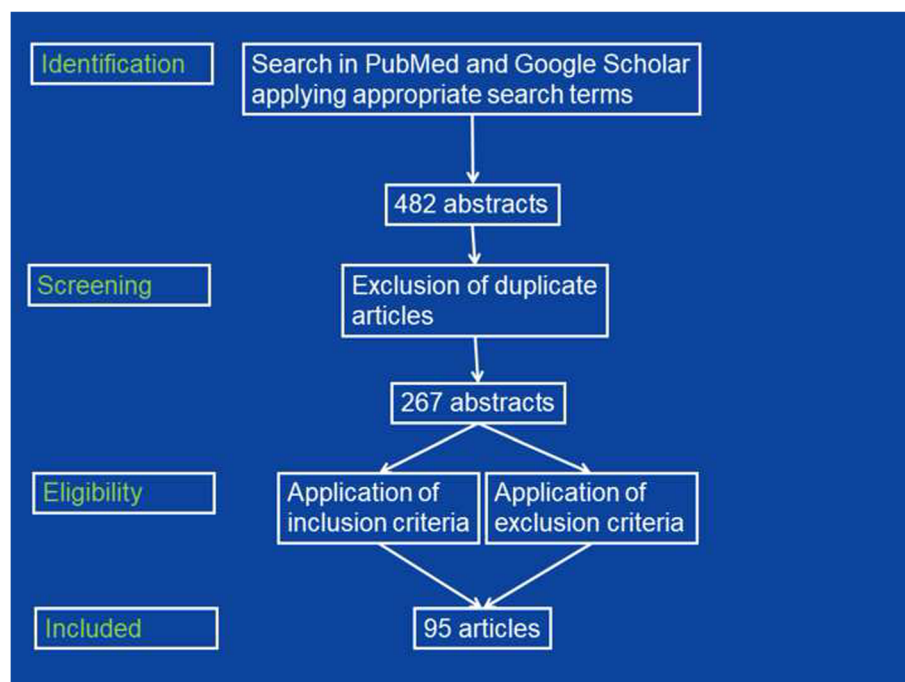 Identification
Search in PubMed and Google Scholar
applying appropriate search terms
482 abstracts
Screening
Exclusion of duplicate
articles
267 abstracts
Eligibility
Application of
inclusion criteria
Application of
exclusion criteria
Included
95 articles